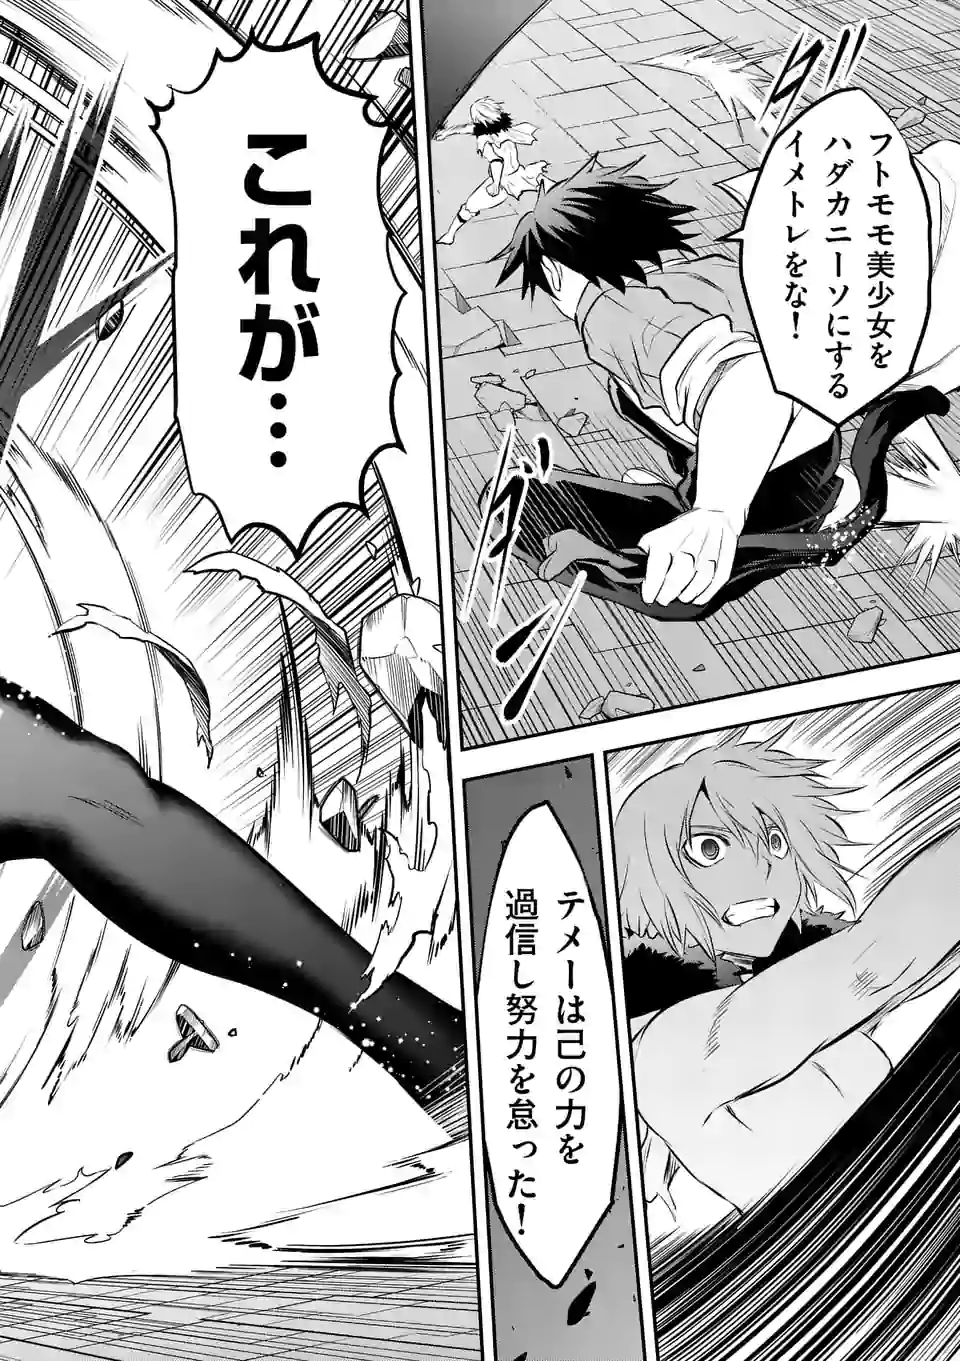 フトモモ美少女を
ハダカニーソにする
イメトレをな！
テメーは己の力を
過信し努力を怠った！
これが…